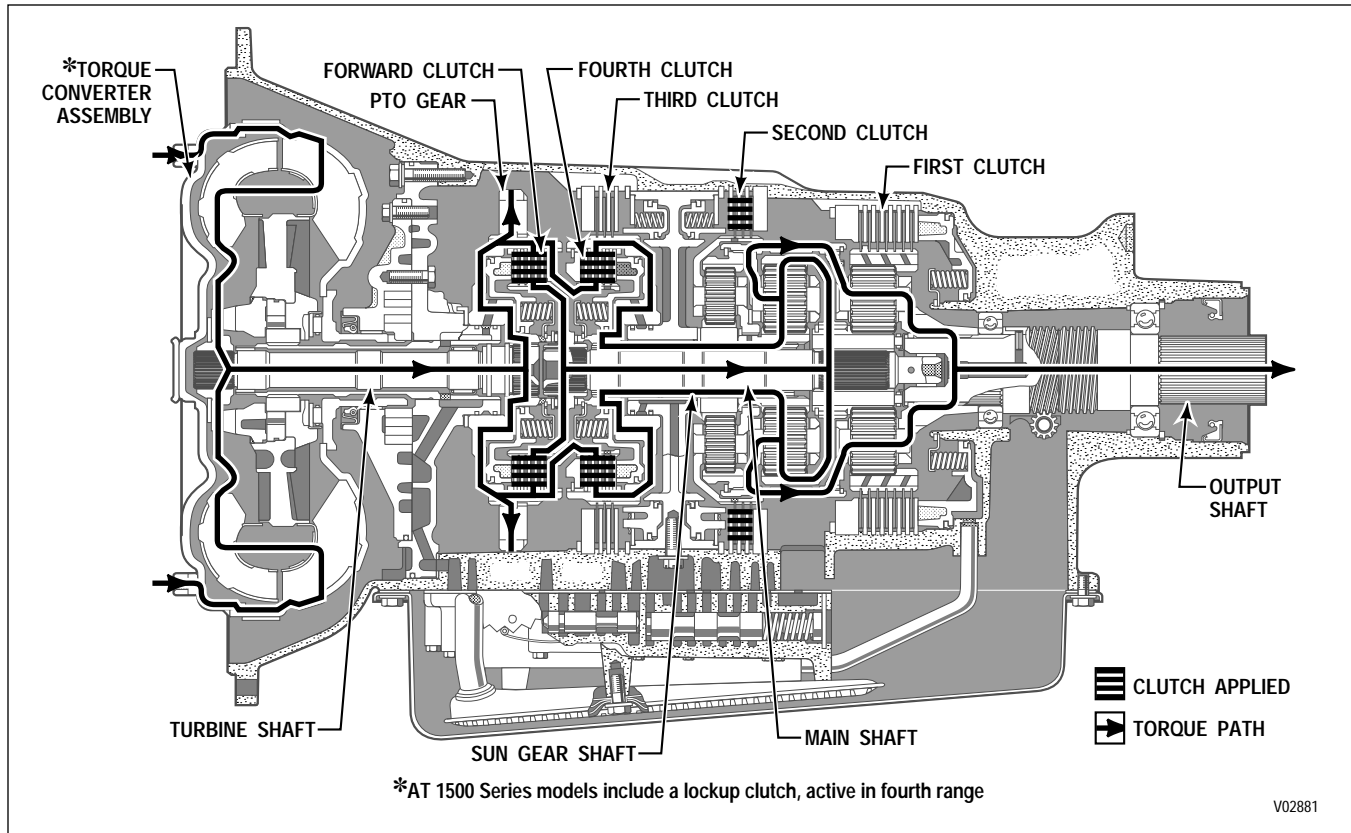 *TORQUE
CONVERTER
ASSEMBLY
FORWARD CLUTCH
PTO GEAR
FOURTH CLUTCH
THIRD CLUTCH
SECOND CLUTCH
FIRST CLUTCH
OUTPUT
SHAFT
TURBINE SHAFT
SUN GEAR SHAFT
MAIN SHAFT
CLUTCH APPLIED
TORQUE PATH
*AT 1500 Series models include a lockup clutch, active in fourth range
V02881